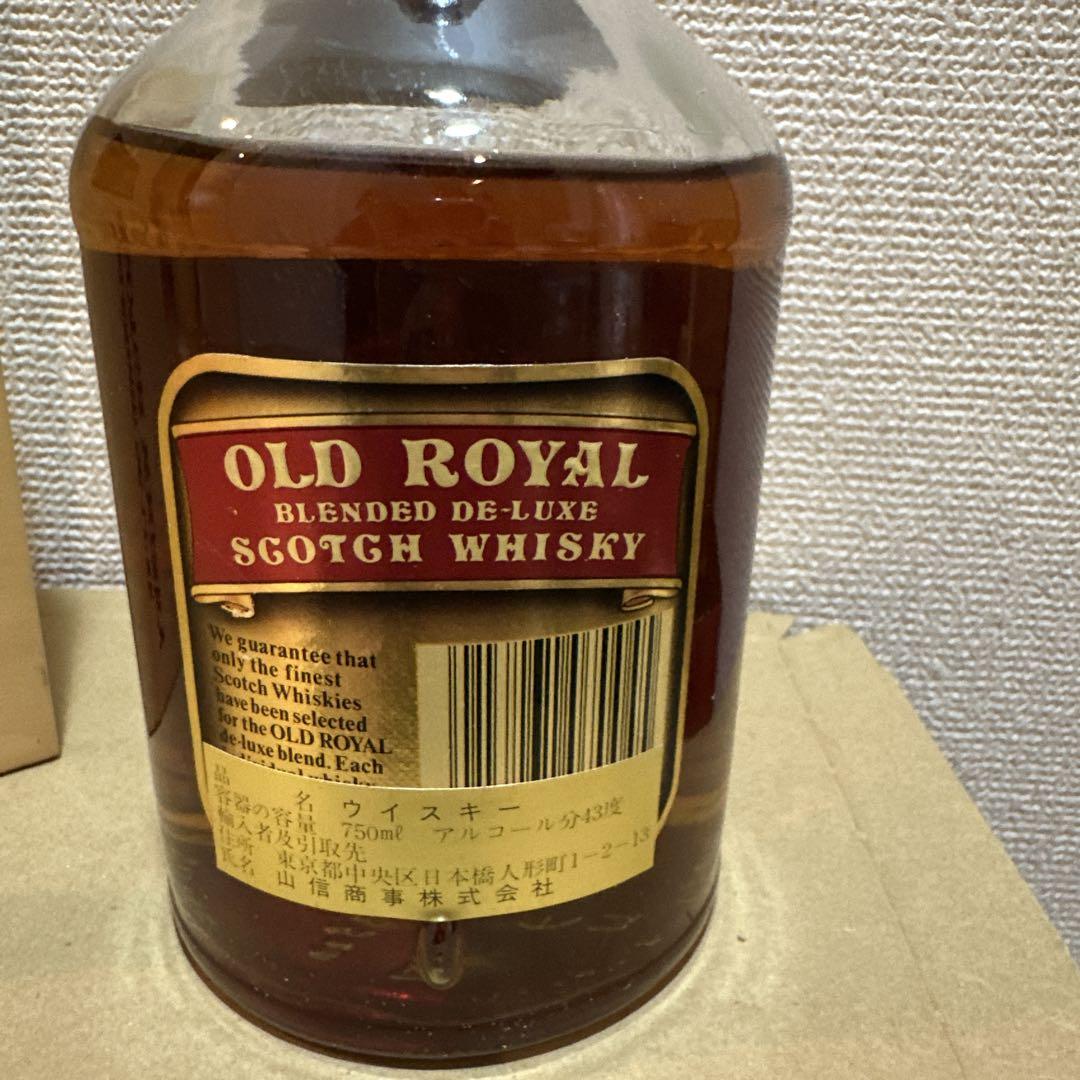 OLD ROYAL
BLENDED DE-LUXE
SCOTCH WHISKY
We guarantee that
only the finest
Scotch Whiskies
have been selected
for the OLD ROYAL
de-luxe blend. Each
品名 ウイスキー
容器の容量 750ml アルコール分43度
輸入者及引取先
住所 東京都中央区日本橋人形町1-2-13
氏名 山信商事株式会社